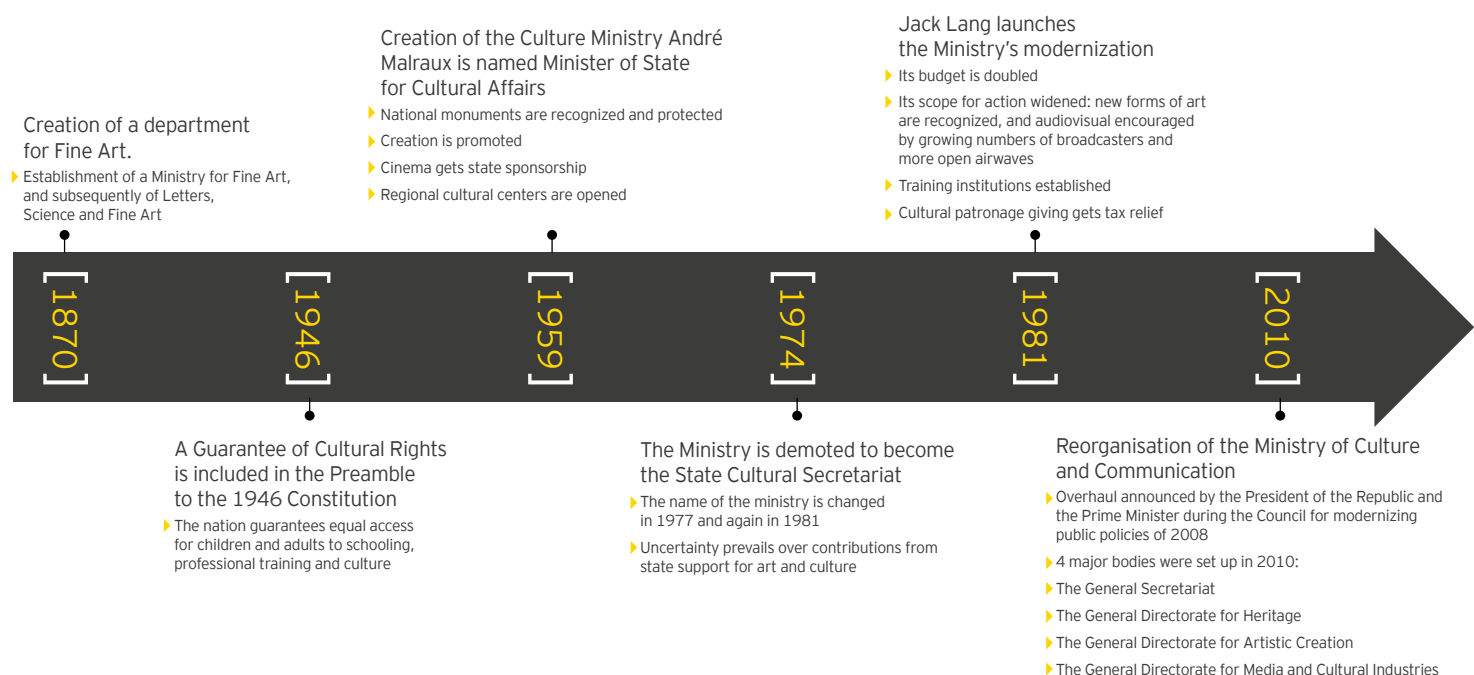 Creation of a department
for Fine Art.
Establishment of a Ministry for Fine Art,
and subsequently of Letters,
Science and Fine Art
[1870]
A Guarantee of Cultural Rights
is included in the Preamble
to the 1946 Constitution
The nation guarantees equal access
for children and adults to schooling,
professional training and culture
[1946]
Creation of the Culture Ministry André
Malraux is named Minister of State
for Cultural Affairs
National monuments are recognized and protected
Creation is promoted
Cinema gets state sponsorship
Regional cultural centers are opened
[1959]
The Ministry is demoted to become
the State Cultural Secretariat
The name of the ministry is changed
in 1977 and again in 1981
Uncertainty prevails over contributions from
state support for art and culture
[1974]
Jack Lang launches
the Ministry’s modernization
Its budget is doubled
Its scope for action widened: new forms of art
are recognized, and audiovisual encouraged
by growing numbers of broadcasters and
more open airwaves
Training institutions established
Cultural patronage giving gets tax relief
[1981]
Reorganisation of the Ministry of Culture
and Communication
Overhaul announced by the President of the Republic and
the Prime Minister during the Council for modernizing
public policies of 2008
4 major bodies were set up in 2010:
The General Secretariat
The General Directorate for Heritage
The General Directorate for Artistic Creation
The General Directorate for Media and Cultural Industries
[2010]